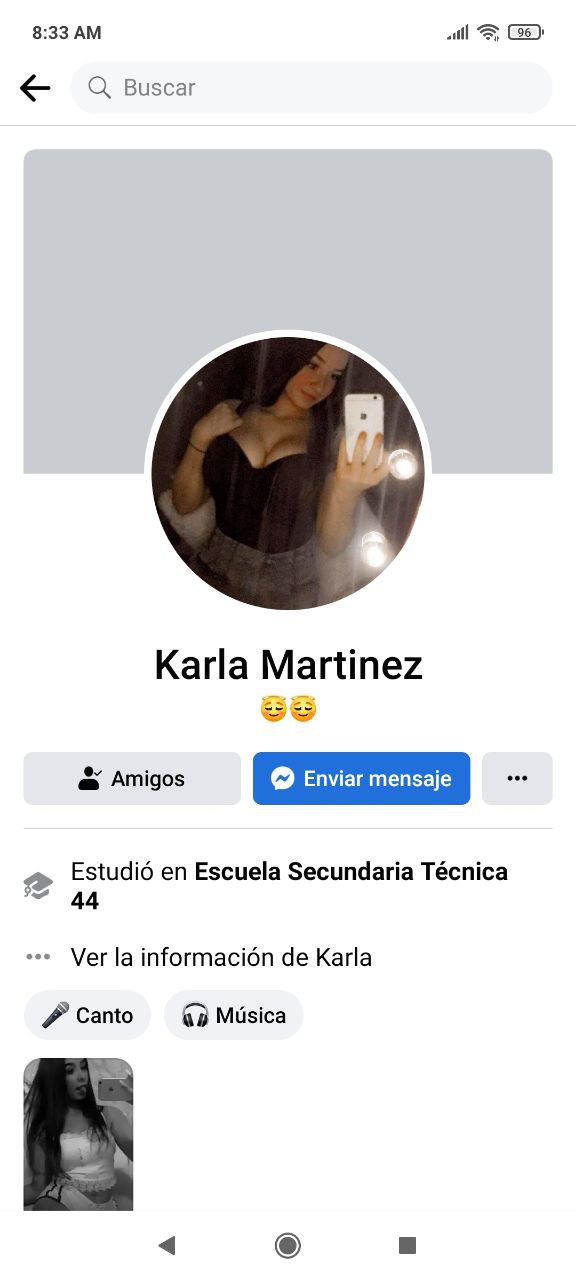 8:33 AM
96
Buscar
Karla Martinez
😇😇
Amigos
Enviar mensaje
Estudió en Escuela Secundaria Técnica
44
Ver la información de Karla
🎤 Canto
🎧 Música